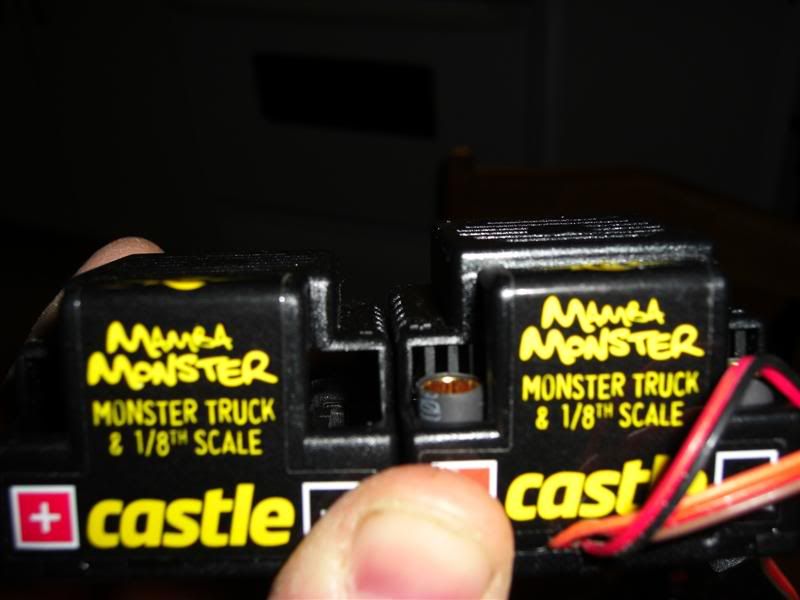 MAMBA
MONSTER
MONSTER TRUCK
& 1/8TH SCALE
+ castle
MAMBA
MONSTER
MONSTER TRUCK
& 1/8TH SCALE
castle